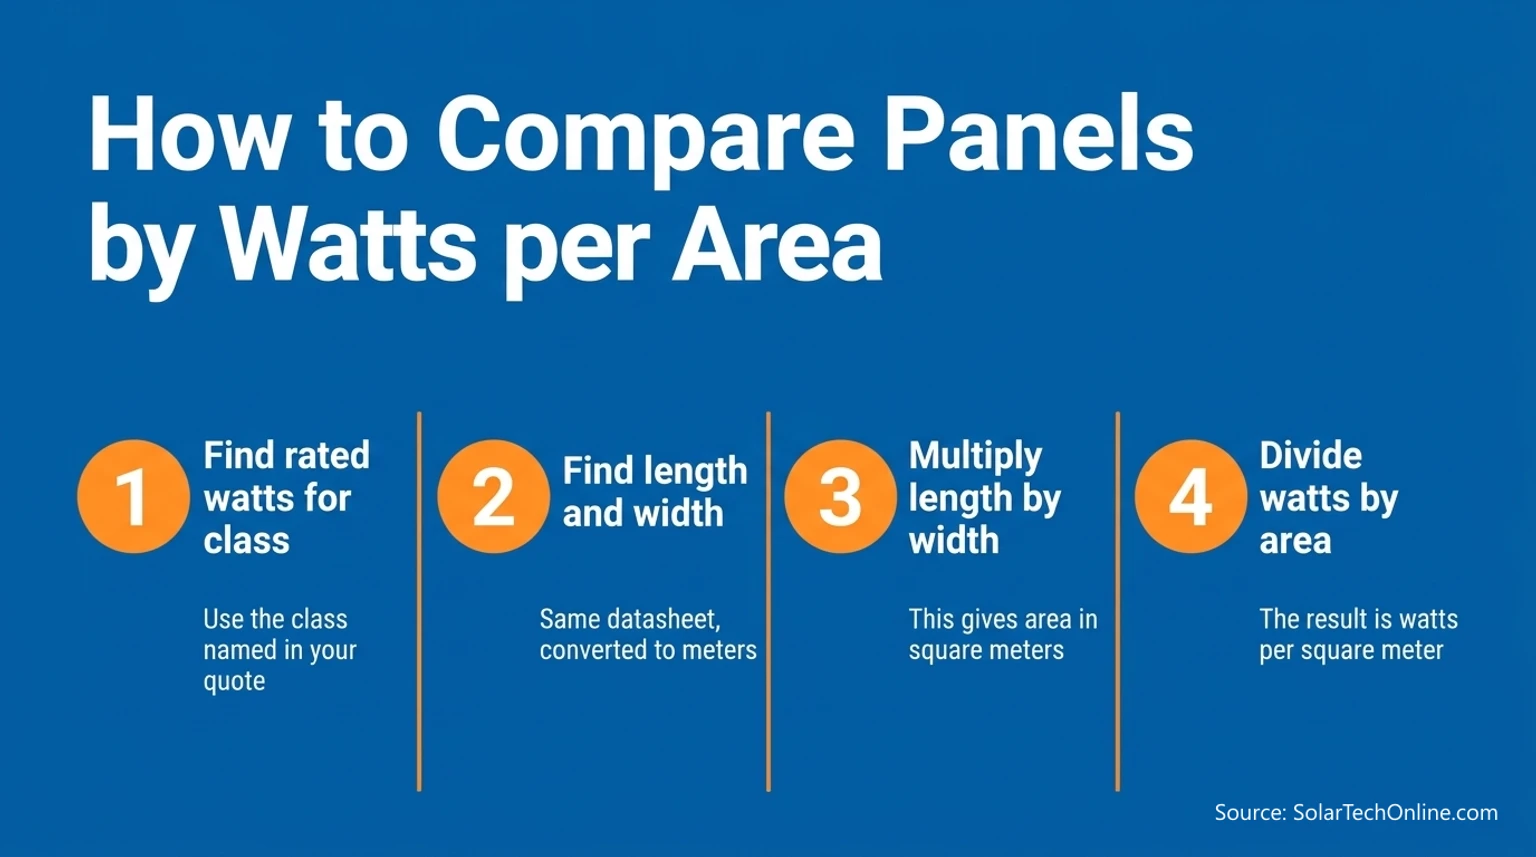 How to Compare Panels
by Watts per Area
1
Find rated
watts for
class
Use the class
named in your
quote
2
Find length
and width
Same datasheet,
converted to meters
3
Multiply
length by
width
This gives area in
square meters
4
Divide
watts by
area
The result is watts
per square meter
Source: SolarTechOnline.com